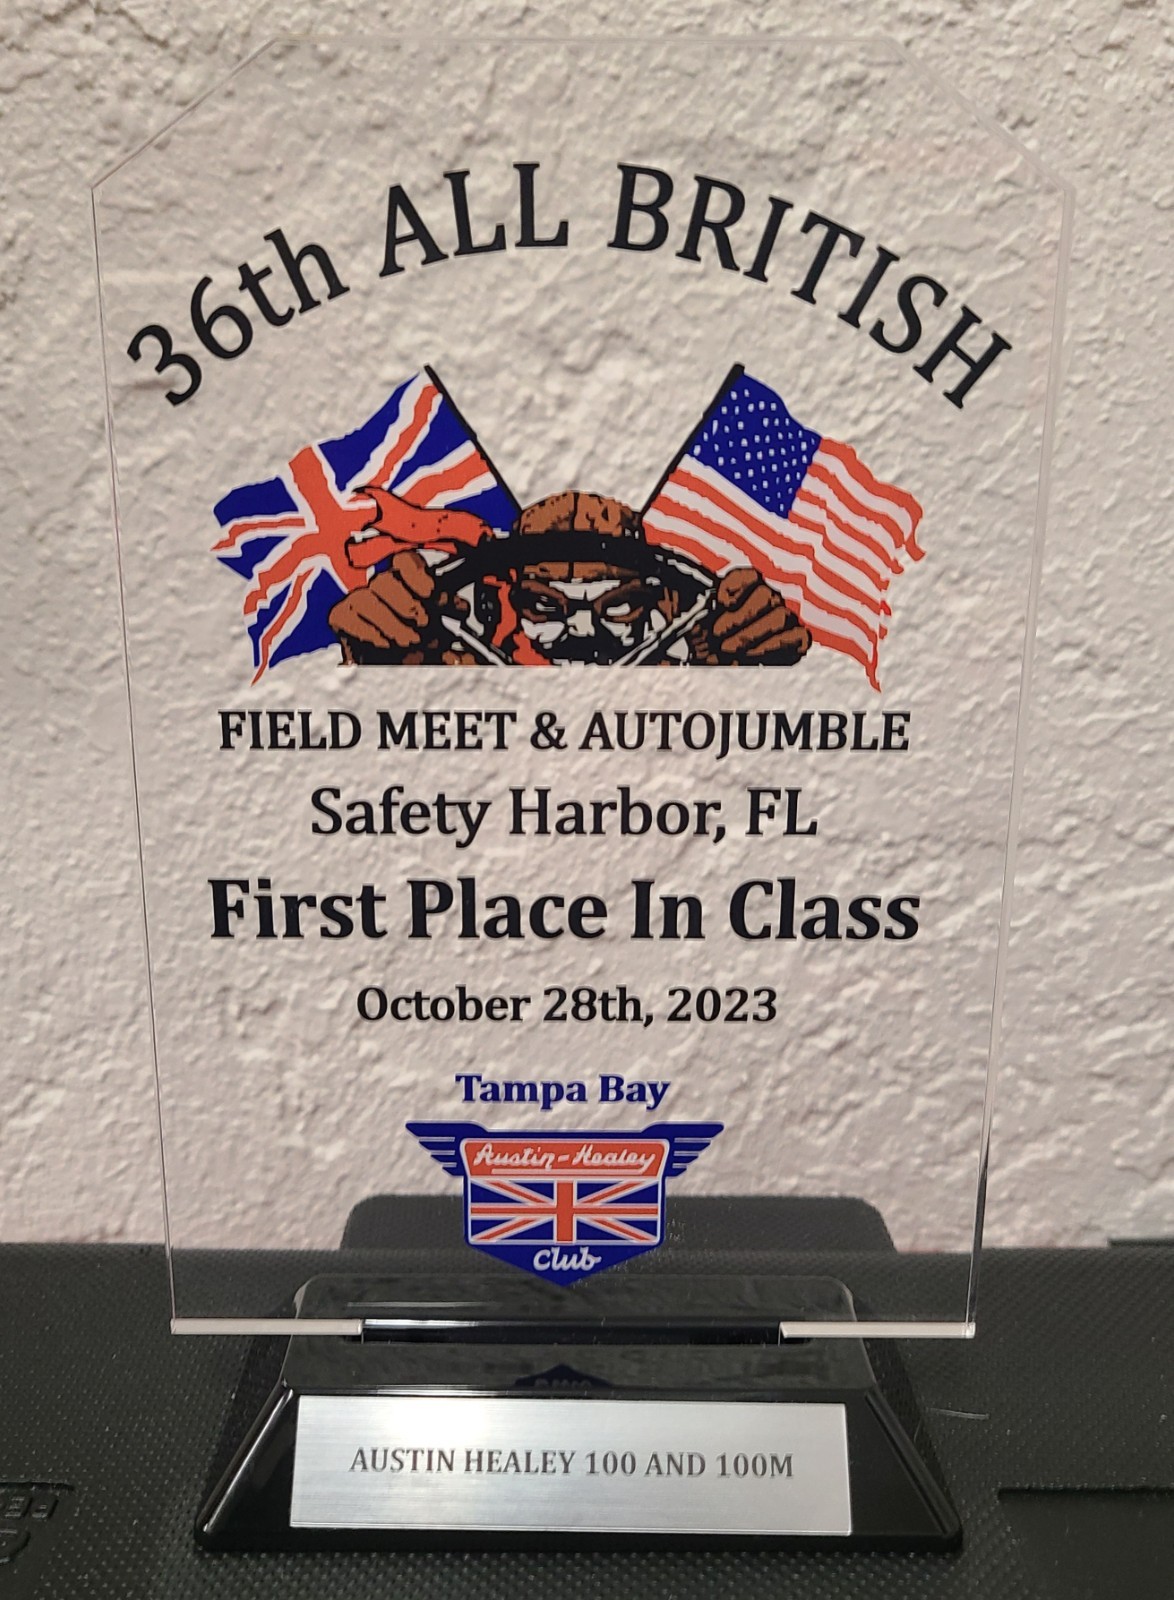 36th ALL BRITISH
FIELD MEET & AUTOJUMBLE
Safety Harbor, FL
First Place In Class
October 28th, 2023
Tampa Bay
Austin-Healey
Club
AUSTIN HEALEY 100 AND 100M